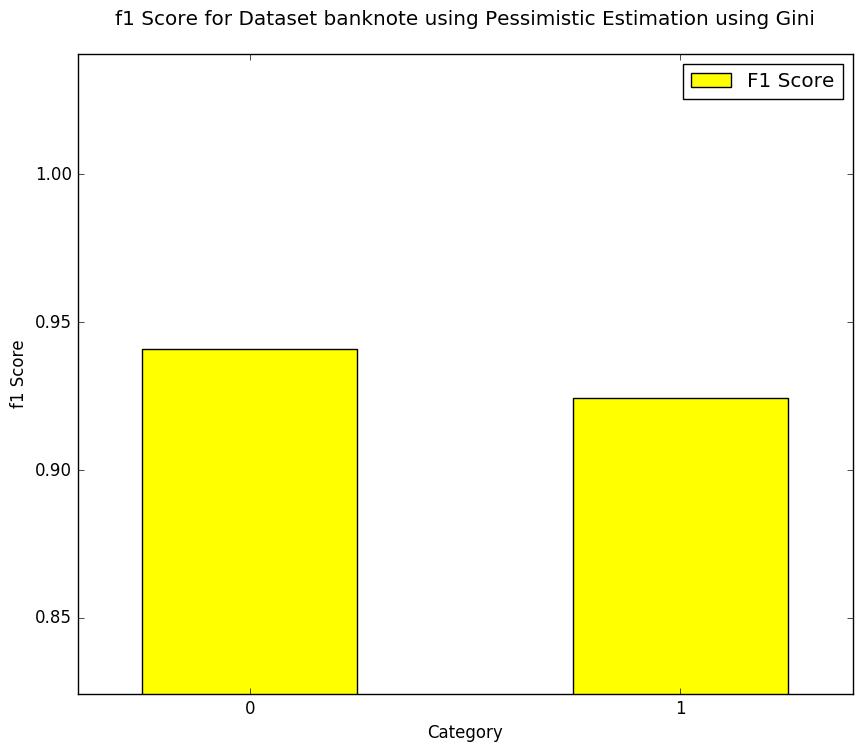 f1 Score for Dataset banknote using Pessimistic Estimation using Gini
F1 Score
1.00
0.95
0.90
0.85
f1 Score
0 1
Category